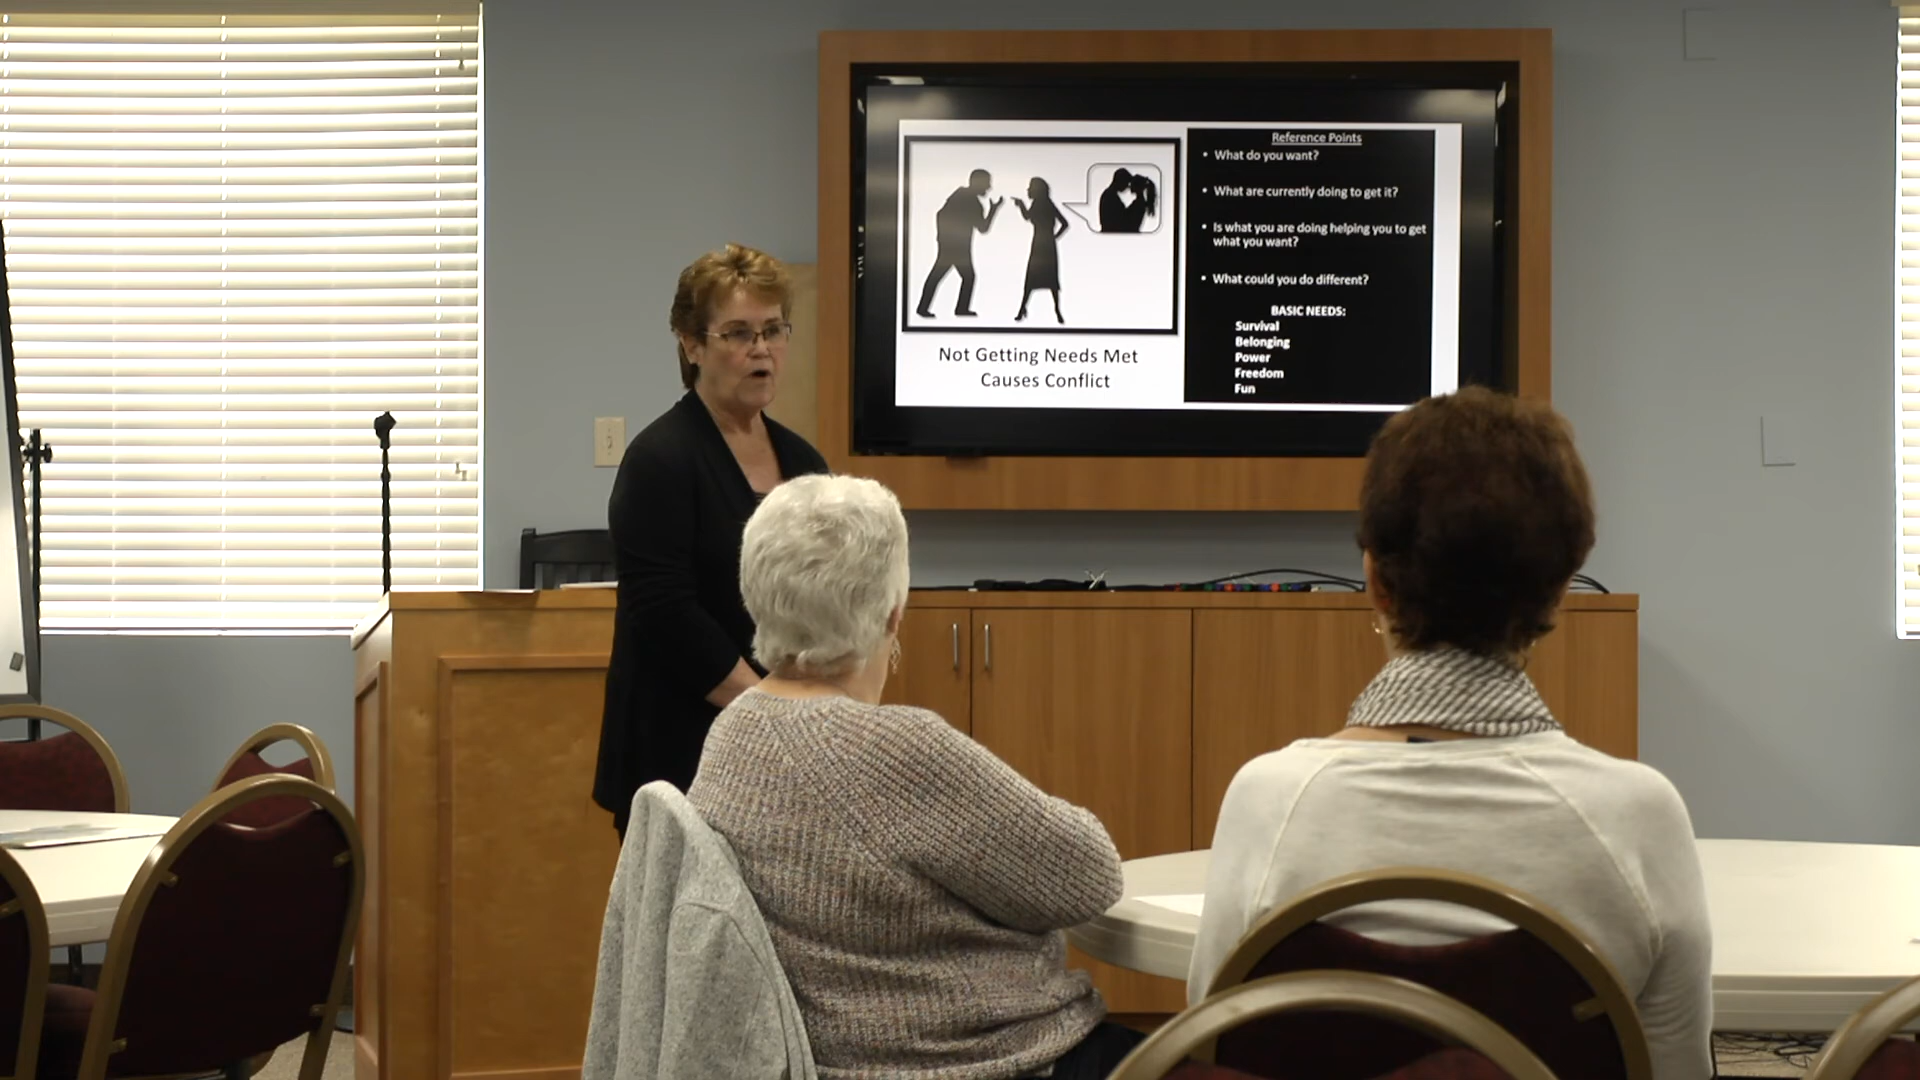 Not Getting Needs Met
Causes Conflict
Reference Points
• What do you want?
• What are currently doing to get it?
• Is what you are doing helping you to get
what you want?
• What could you do different?
BASIC NEEDS:
Survival
Belonging
Power
Freedom
Fun